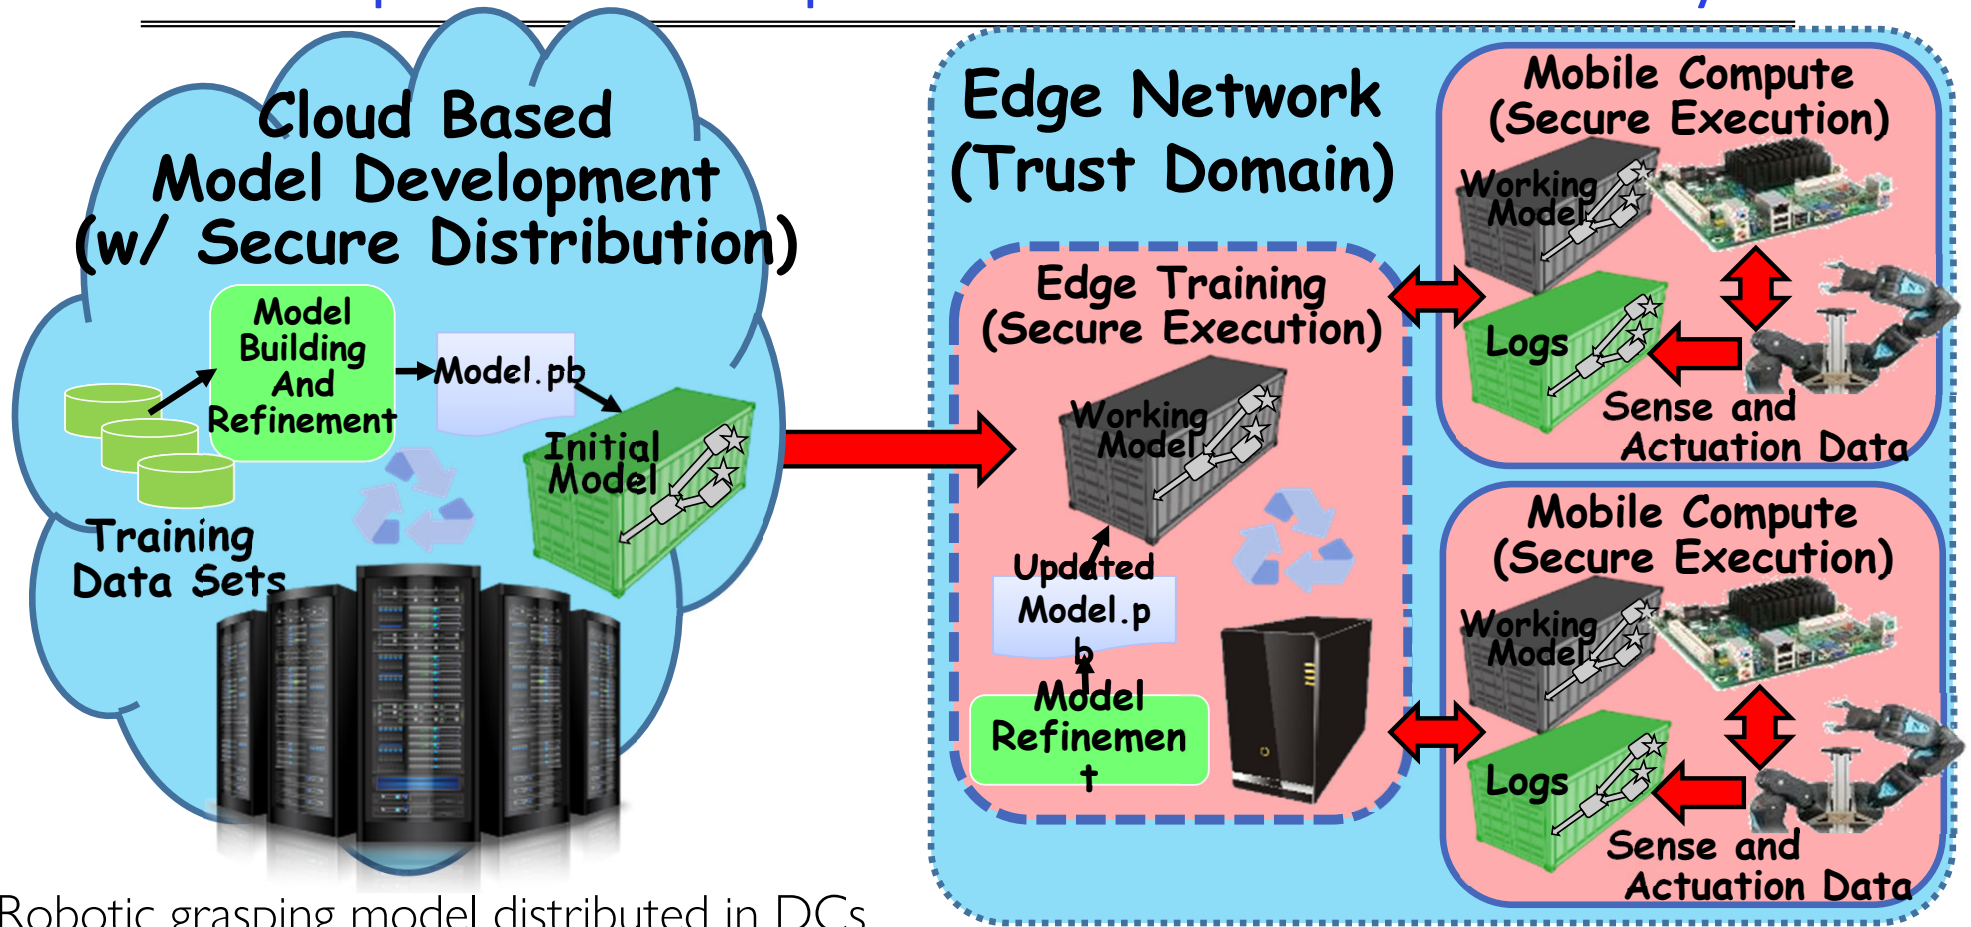 Cloud Based
Model Development
(w/ Secure Distribution)
Model
Building
And
Refinement
Model.pb
Initial
Model
Training
Data Sets
Robotic grasping model distributed in DCs
Edge Network
(Trust Domain)
Edge Training
(Secure Execution)
Working
Model
Updated
Model.p
b
Model
Refinemen
t
Mobile Compute
(Secure Execution)
Working
Model
Logs
Sense and
Actuation Data
Mobile Compute
(Secure Execution)
Working
Model
Logs
Sense and
Actuation Data